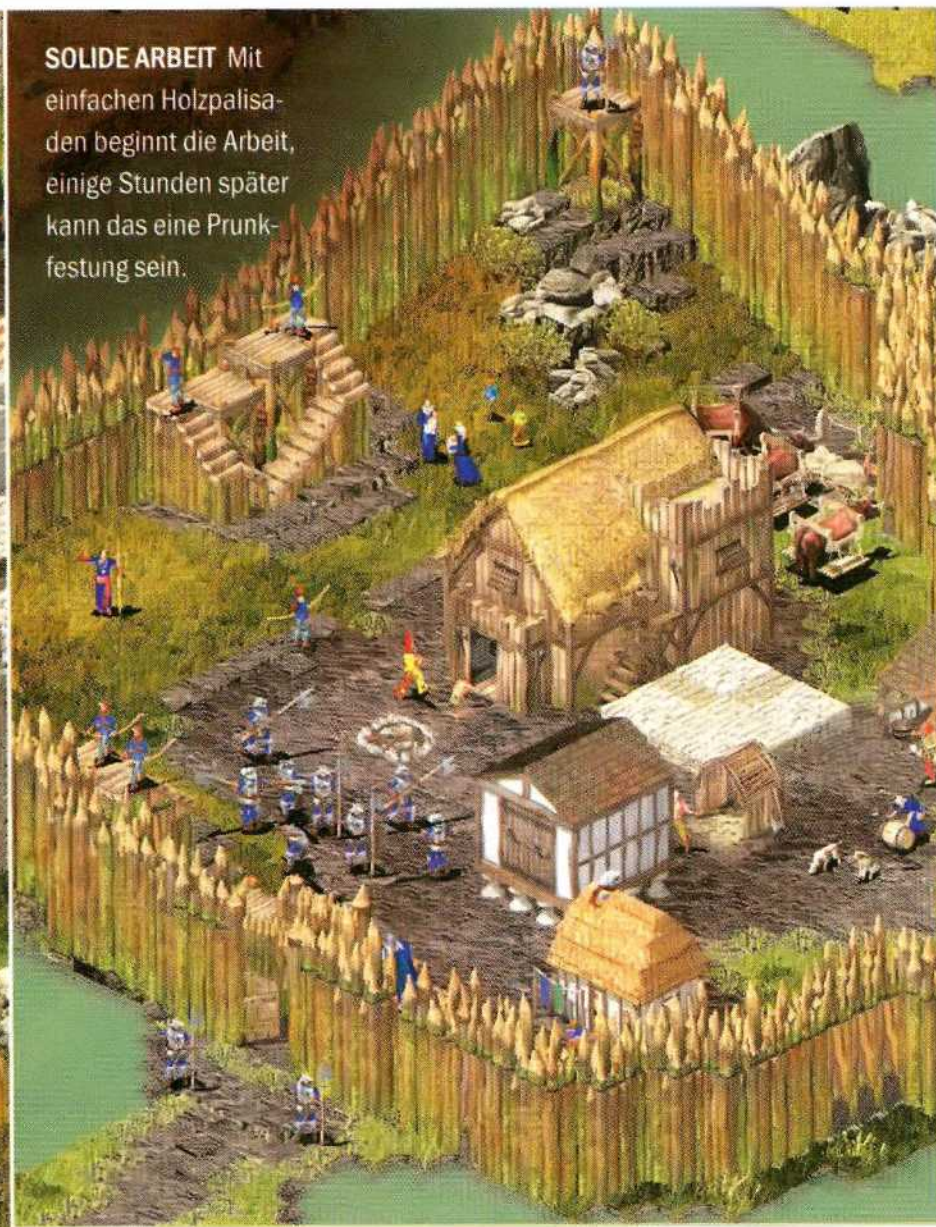 SOLIDE ARBEIT Mit
einfachen Holzpalisa-
den beginnt die Arbeit,
einige Stunden später
kann das eine Prunk-
festung sein.